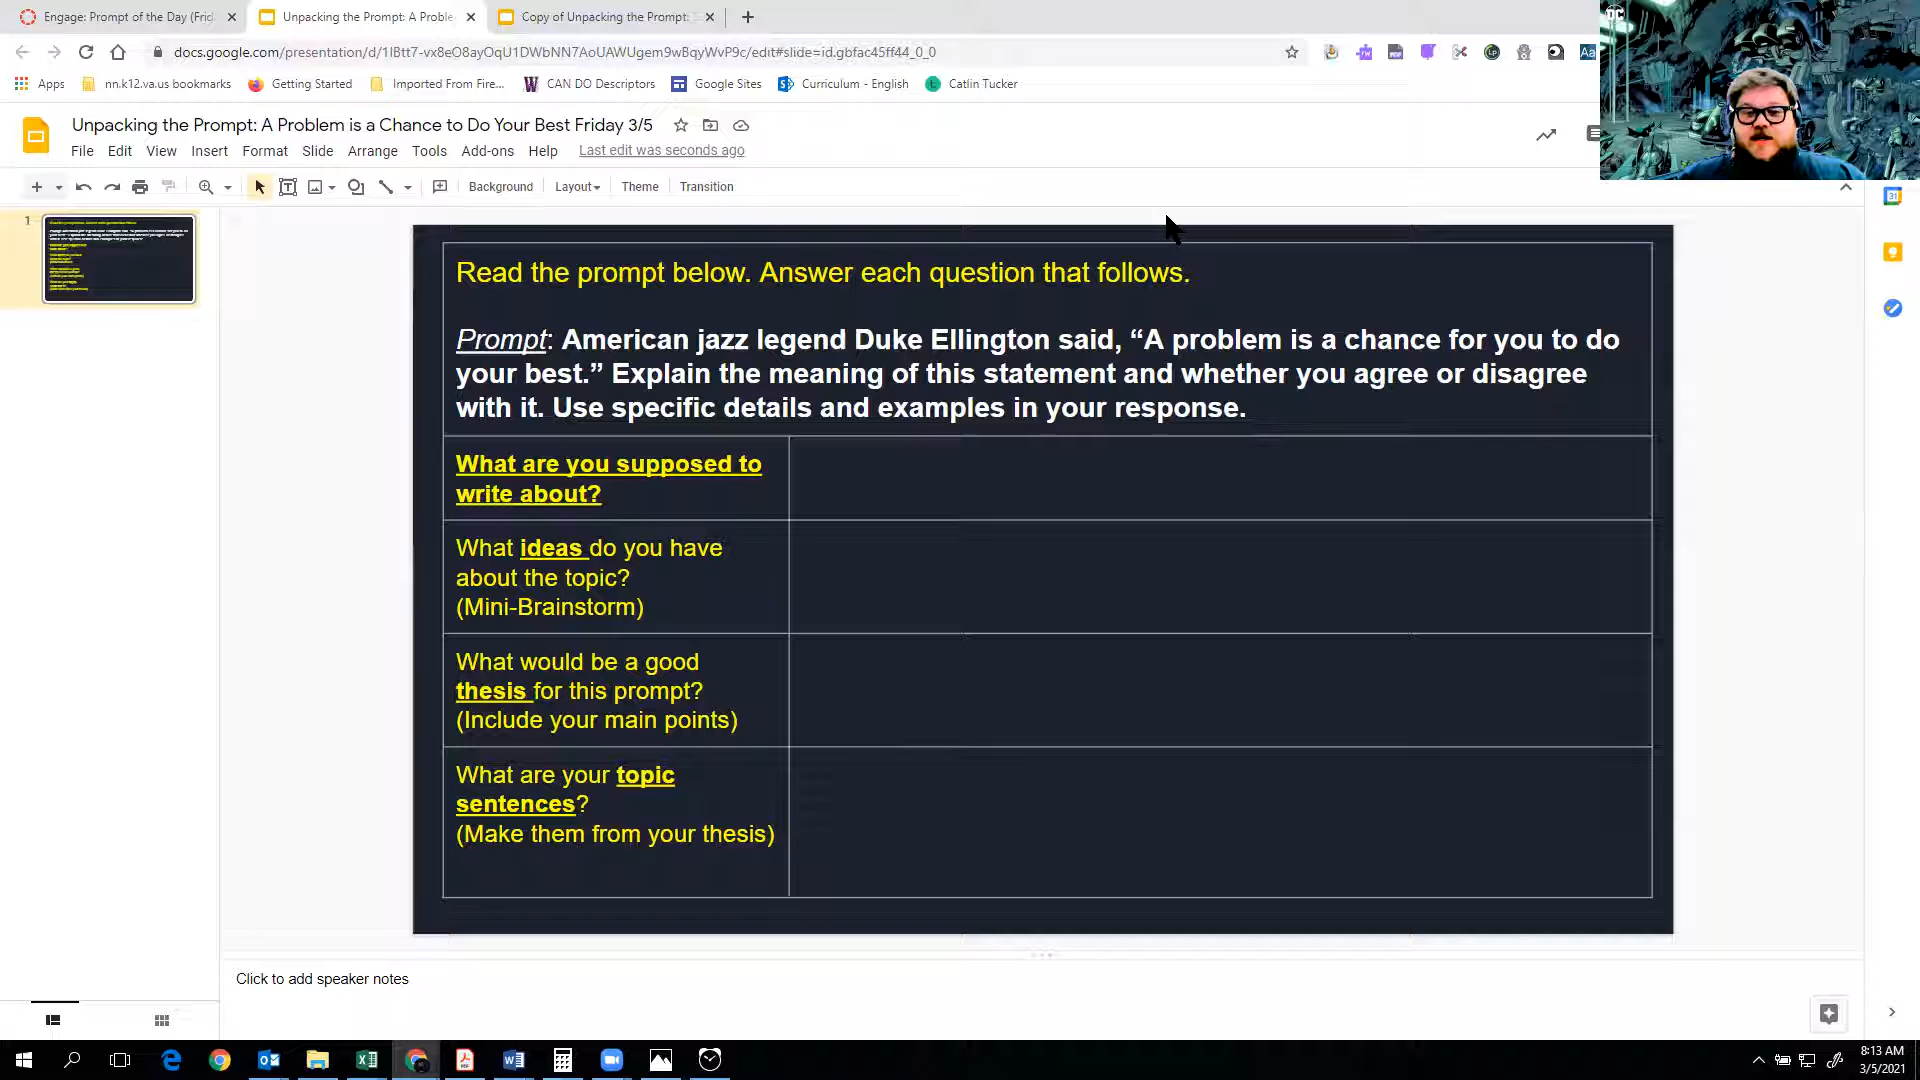 Engage: Prompt of the Day (Frid
Unpacking the Prompt: A Proble
Copy of Unpacking the Prompt:
docs.google.com/presentation/d/1IBtt7-vx8eO8ayOqU1DWbNN7AoUAWUgem9wBqyWvP9c/edit#slide=id.gbfac45ff44_0_0
Apps
nn.k12.va.us bookmarks
Getting Started
Imported From Fire...
CAN DO Descriptors
Google Sites
Curriculum - English
Catlin Tucker
DC
Unpacking the Prompt: A Problem is a Chance to Do Your Best Friday 3/5
File Edit View Insert Format Slide Arrange Tools Add-ons Help Last edit was seconds ago
Background Layout Theme Transition
1
Read the prompt below. Answer each question that follows.
Prompt: American jazz legend Duke Ellington said, “A problem is a chance for you to do
your best.” Explain the meaning of this statement and whether you agree or disagree
with it. Use specific details and examples in your response.
What are you supposed to
write about?
What ideas do you have
about the topic?
(Mini-Brainstorm)
What would be a good
thesis for this prompt?
(Include your main points)
What are your topic
sentences?
(Make them from your thesis)
Click to add speaker notes
8:13 AM
3/5/2021